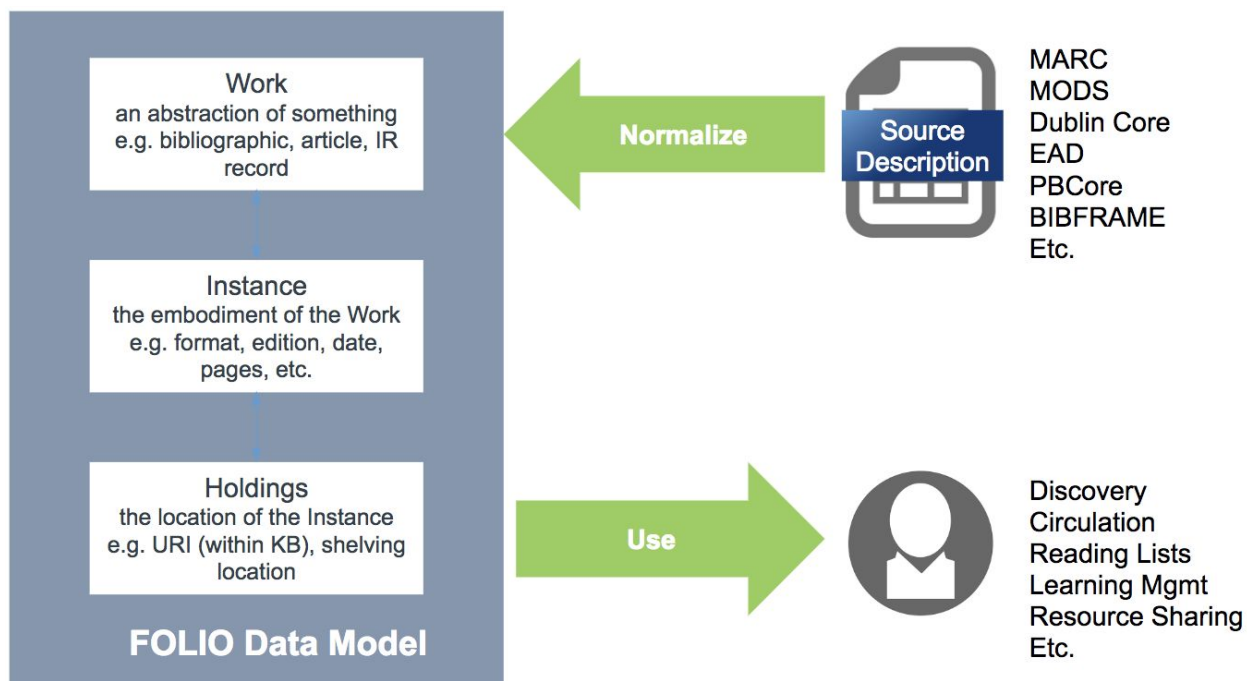 Work
an abstraction of something
e.g. bibliographic, article, IR
record
Instance
the embodiment of the Work
e.g. format, edition, date,
pages, etc.
Holdings
the location of the Instance
e.g. URI (within KB), shelving
location
FOLIO Data Model
Normalize
Source
Description
MARC
MODS
Dublin Core
EAD
PBCore
BIBFRAME
Etc.
Use
Discovery
Circulation
Reading Lists
Learning Mgmt
Resource Sharing
Etc.